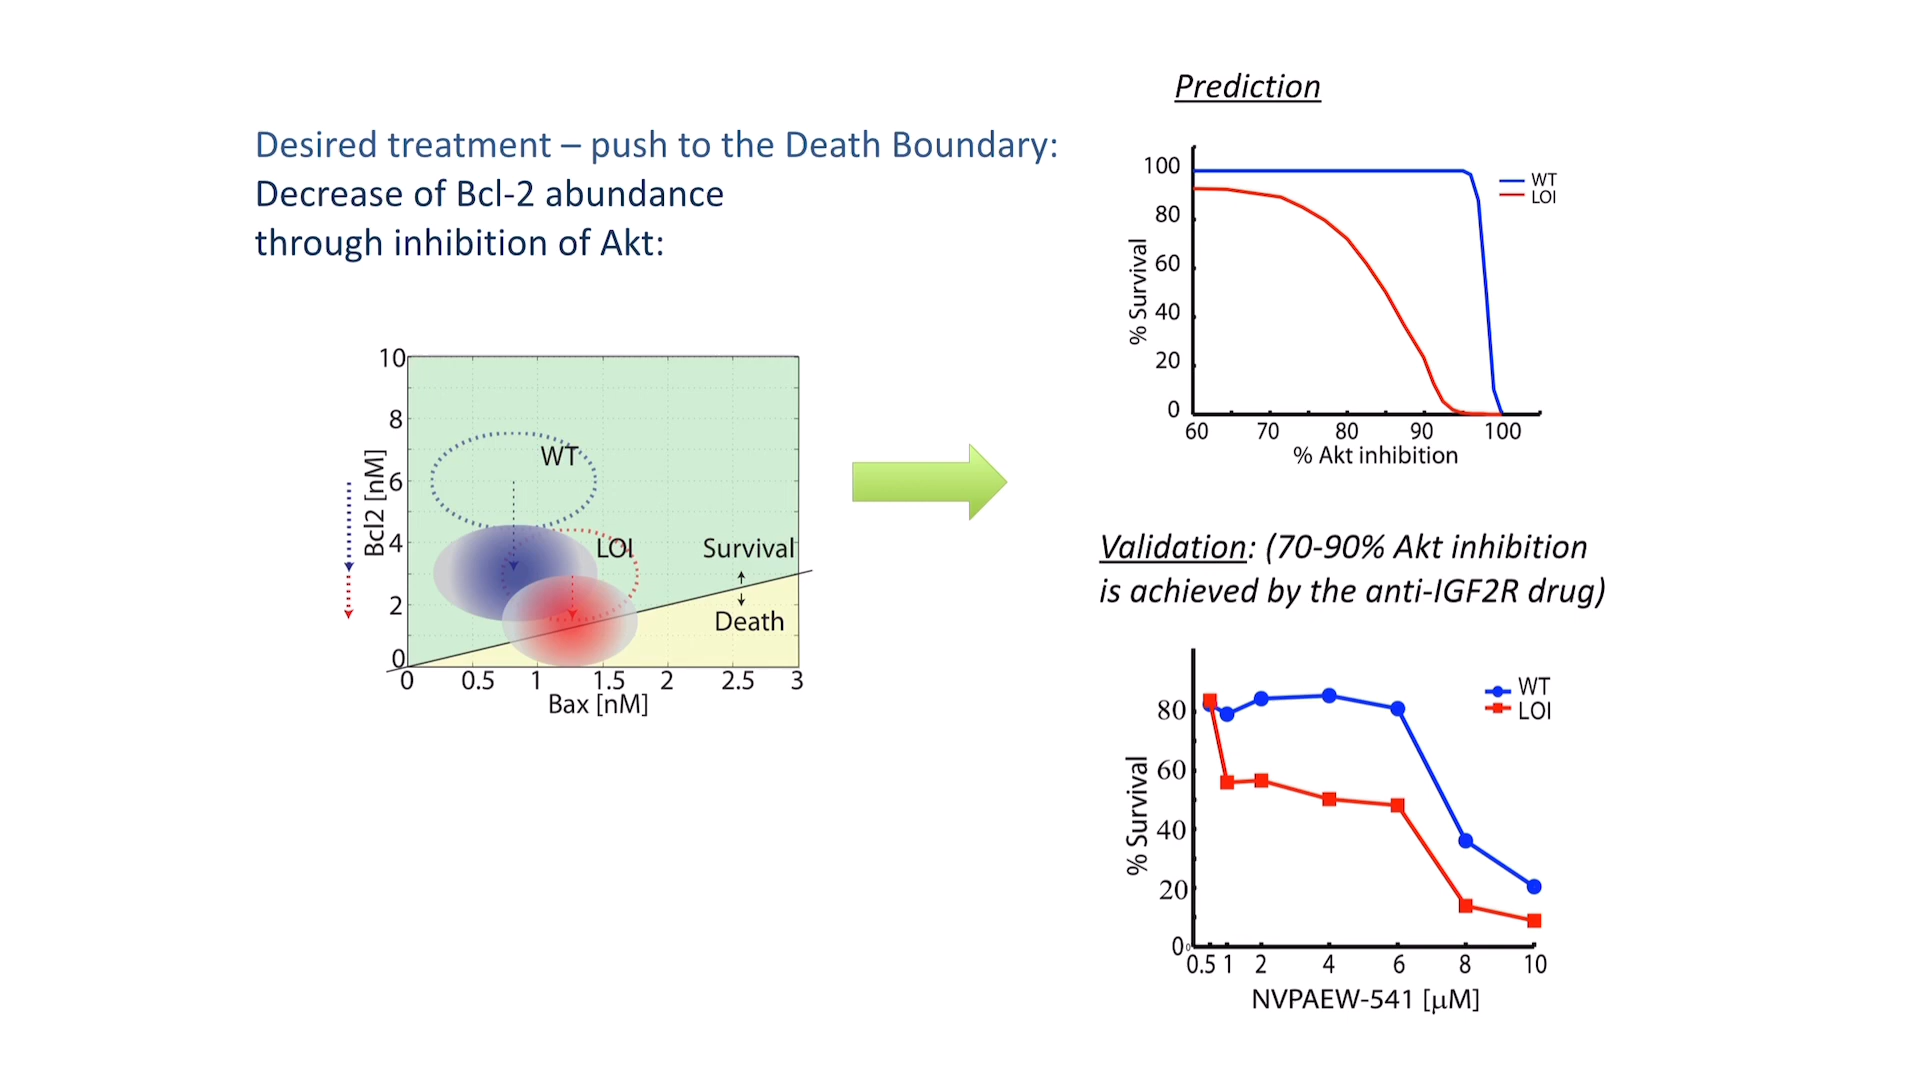 Desired treatment – push to the Death Boundary:
Decrease of Bcl-2 abundance
through inhibition of Akt:
10
8
6
4
2
0
Bcl2 [nM]
WT
LOI
Survival
Death
0 0.5 1 1.5 2 2.5 3
Bax [nM]
Prediction
100
80
60
40
20
0
% Survival
WT
LOI
60 70 80 90 100
% Akt inhibition
Validation: (70-90% Akt inhibition
is achieved by the anti-IGF2R drug)
80
60
40
20
0
0
% Survival
WT
LOI
0.5 1 2 4 6 8 10
NVPAEW-541 [µM]